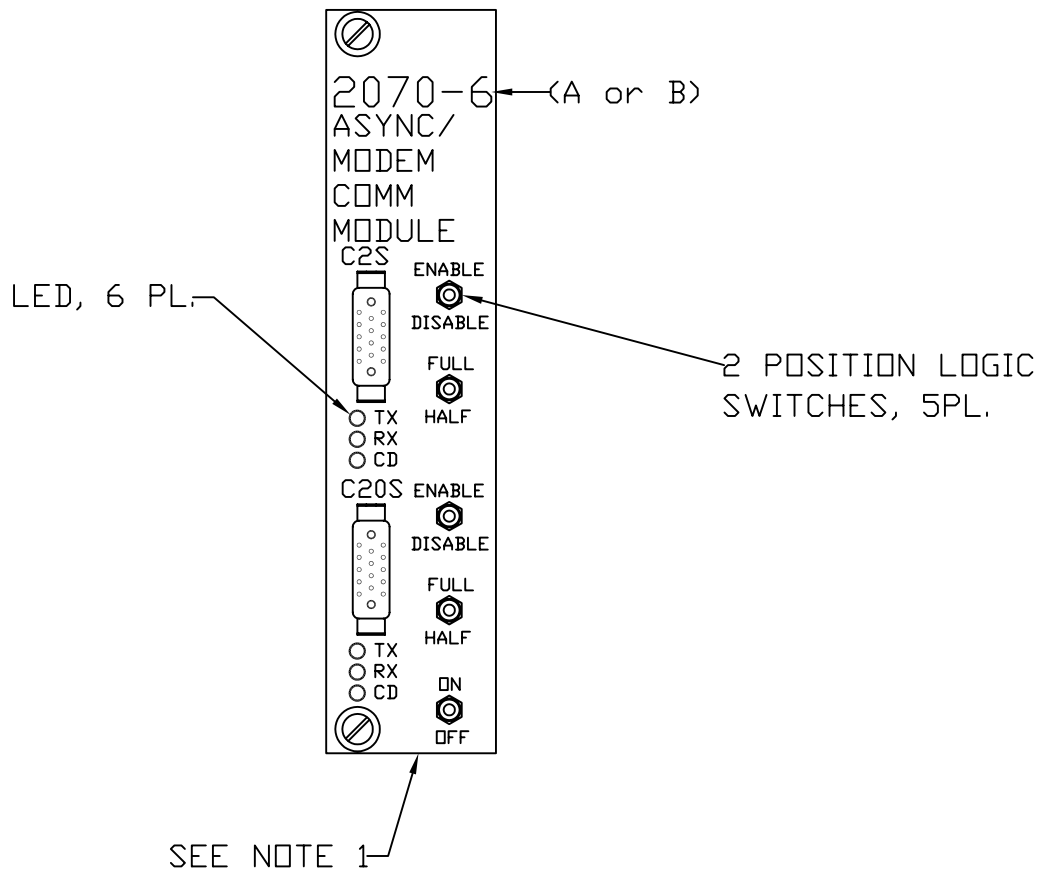 2070-6
(A or B)
ASYNC/
MODEM
COMM
MODULE
C2S
ENABLE
DISABLE
LED, 6 PL.
2 POSITION LOGIC
SWITCHES, 5PL.
FULL
HALF
TX
RX
CD
C20S
ENABLE
DISABLE
FULL
HALF
TX
RX
CD
ON
OFF
SEE NOTE 1